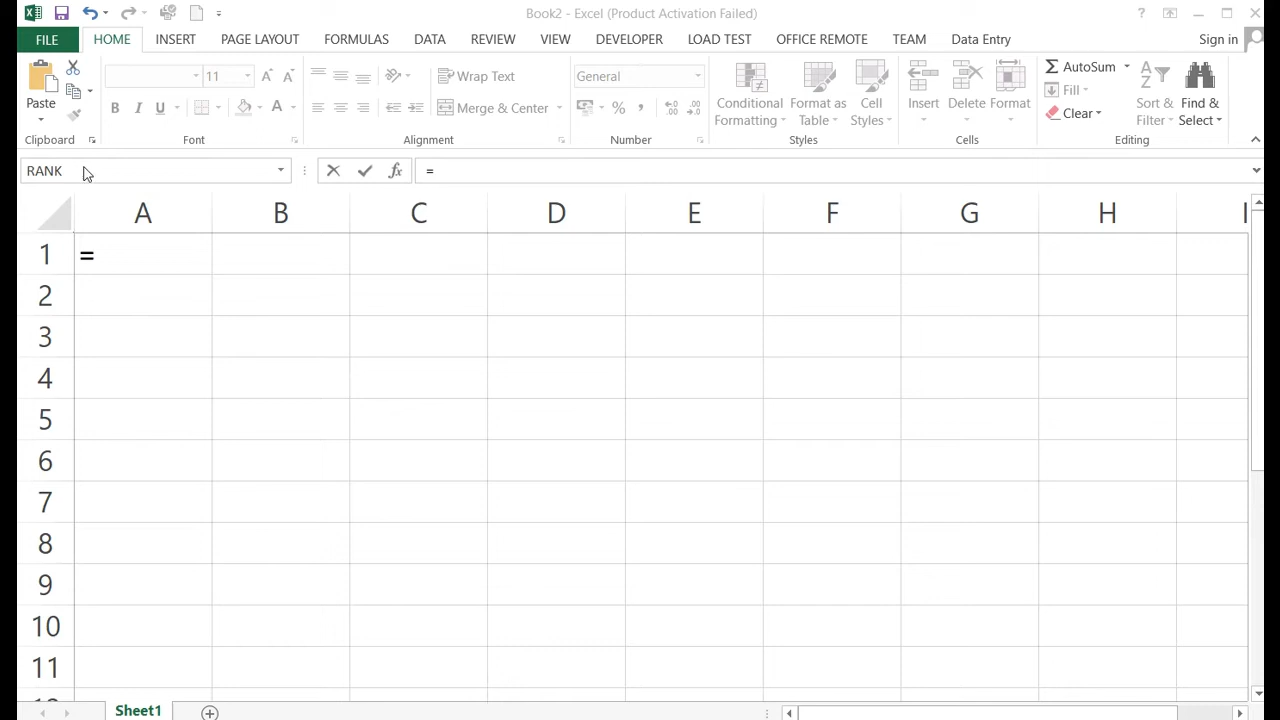 Book2 - Excel (Product Activation Failed)
?
FILE HOME INSERT PAGE LAYOUT FORMULAS DATA REVIEW VIEW DEVELOPER LOAD TEST OFFICE REMOTE TEAM Data Entry Sign in
Paste
Clipboard
11 A A
B I U A
Font
Wrap Text
Merge & Center
Alignment
General
% ,
Number
Conditional Formatting
Format as Table
Cell Styles
Styles
Insert Delete Format
Cells
Σ AutoSum
Fill
Clear
Sort & Filter
Find & Select
Editing
RANK fx =
A B C D E F G H I
1 =
2
3
4
5
6
7
8
9
10
11
Sheet1